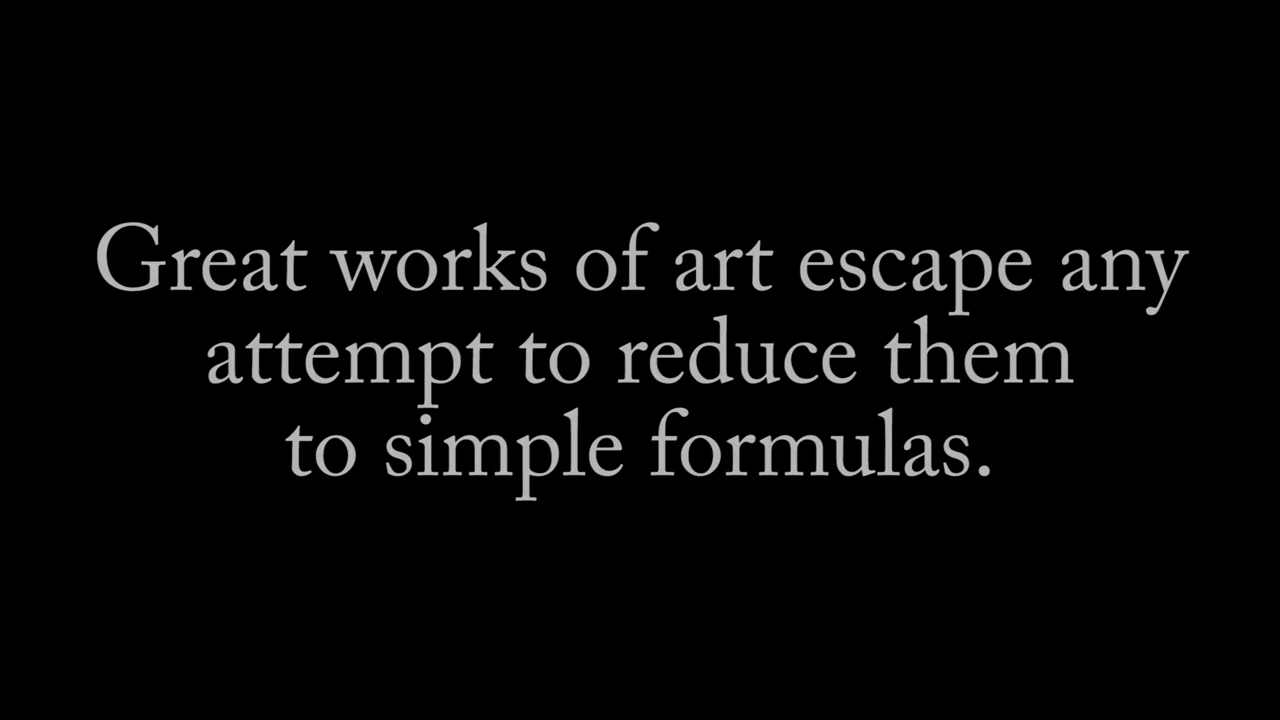 Great works of art escape any
attempt to reduce them
to simple formulas.